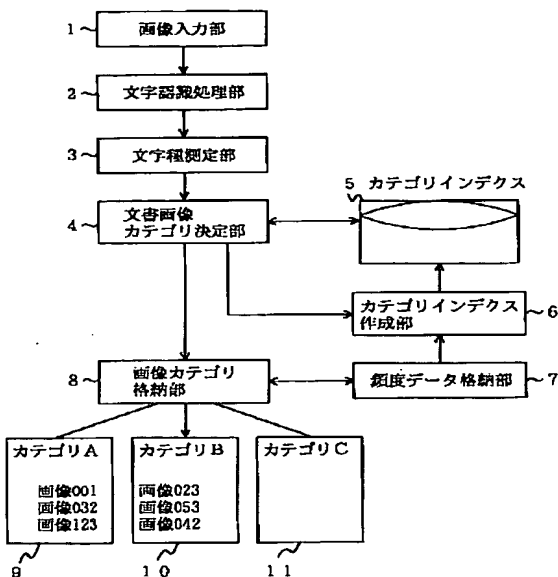 1 画像入力部
2 文字認識処理部
3 文字種測定部
5 カテゴリインデクス
4 文書画像
カテゴリ決定部
カテゴリインデクス
作成部 6
8 画像カテゴリ
格納部
頻度データ格納部 7
カテゴリA
画像001
画像032
画像123
カテゴリB
画像023
画像053
画像042
カテゴリC
9
10
11